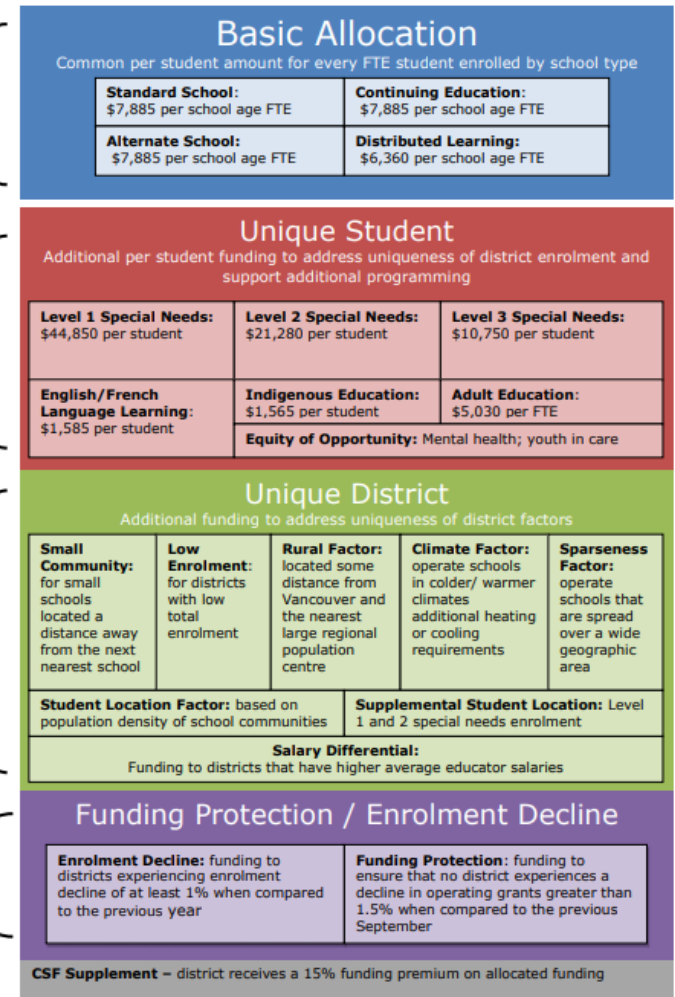 Basic Allocation
Common per student amount for every FTE student enrolled by school type
Standard School:
$7,885 per school age FTE
Continuing Education:
$7,885 per school age FTE
Alternate School:
$7,885 per school age FTE
Distributed Learning:
$6,360 per school age FTE
Unique Student
Additional per student funding to address uniqueness of district enrolment and
support additional programming
Level 1 Special Needs:
$44,850 per student
Level 2 Special Needs:
$21,280 per student
Level 3 Special Needs:
$10,750 per student
English/French
Language Learning:
$1,585 per student
Indigenous Education:
$1,565 per student
Adult Education:
$5,030 per FTE
Equity of Opportunity: Mental health; youth in care
Unique District
Additional funding to address uniqueness of district factors
Small
Community:
for small
schools
located a
distance away
from the next
nearest school
Low
Enrolment:
for districts
with low
total
enrolment
Rural Factor:
located some
distance from
Vancouver and
the nearest
large regional
population
centre
Climate Factor:
operate schools
in colder/ warmer
climates
additional heating
or cooling
requirements
Sparseness
Factor:
operate
schools that
are spread
over a wide
geographic
area
Student Location Factor: based on
population density of school communities
Supplemental Student Location: Level
1 and 2 special needs enrolment
Salary Differential:
Funding to districts that have higher average educator salaries
Funding Protection / Enrolment Decline
Enrolment Decline: funding to
districts experiencing enrolment
decline of at least 1% when compared
to the previous year
Funding Protection: funding to
ensure that no district experiences a
decline in operating grants greater than
1.5% when compared to the previous
September
CSF Supplement – district receives a 15% funding premium on allocated funding